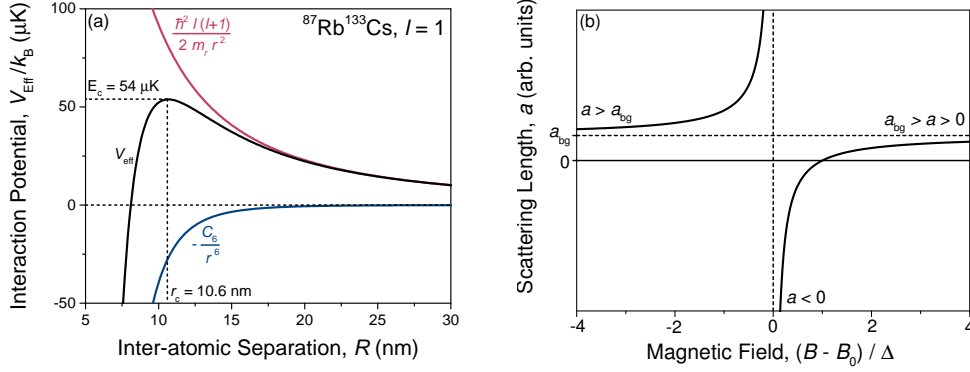 (a)
⁸⁷Rb¹³³Cs, l = 1
ħ² l (l+1)
2 m_r r²
E_c = 54 μK
V_eff
- C_6
r⁶
r_c = 10.6 nm
Interaction Potential, V_Eff/k_B (μK)
100
50
0
-50
5
10
15
20
25
30
Inter-atomic Separation, R (nm)
(b)
a > a_bg
a_bg > a > 0
a_bg
0
a < 0
Scattering Length, a (arb. units)
-4
-2
0
2
4
Magnetic Field, (B - B_0) / Δ